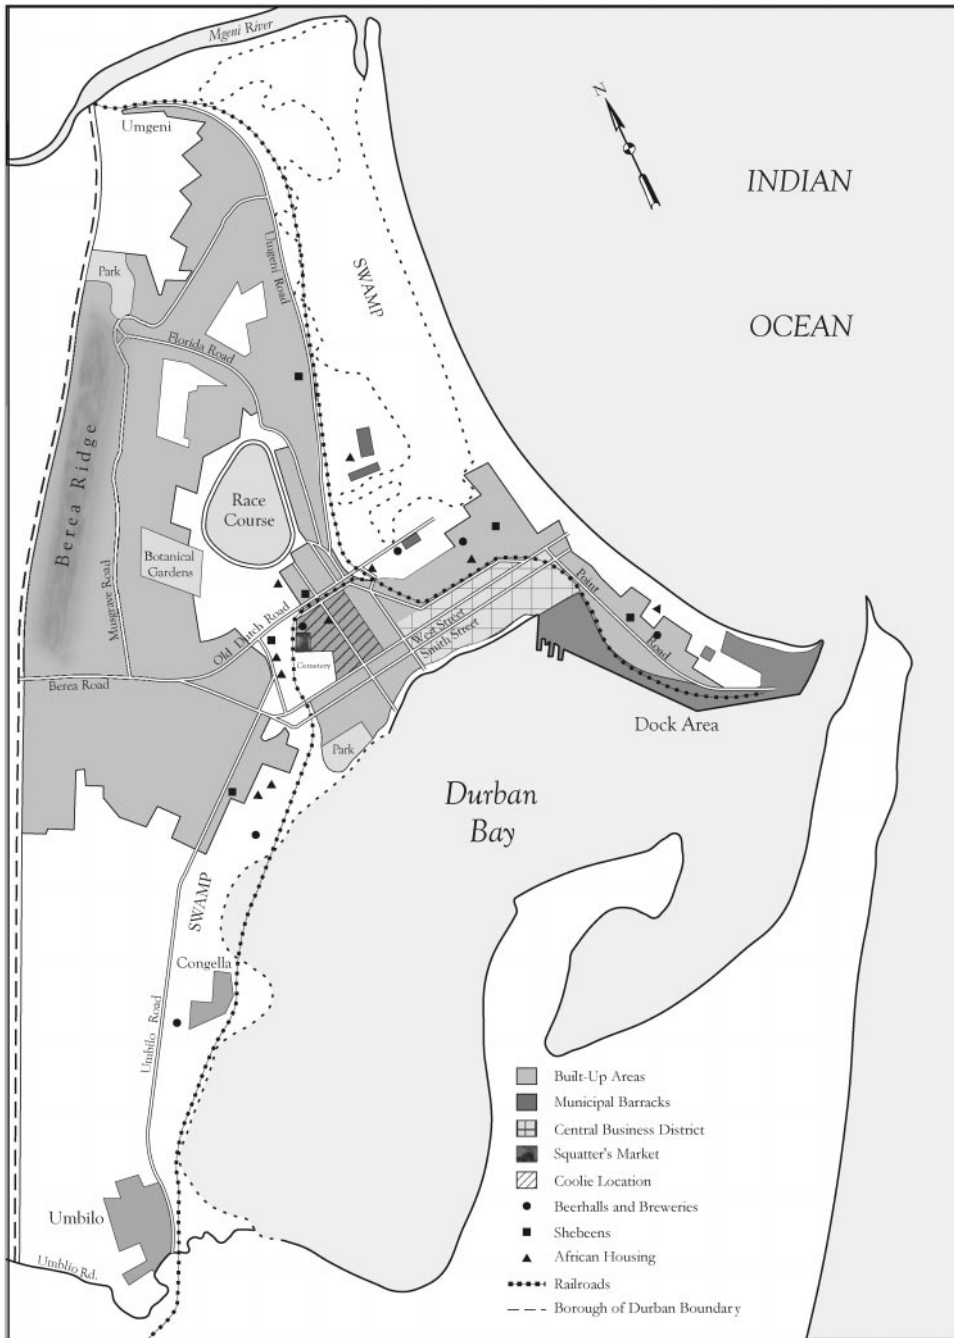 Mgeni River
N
Umgeni
INDIAN
OCEAN
Umgeni Road
SWAMP
Park
Florida Road
Berea Ridge
Race
Course
Botanical
Gardens
Musgrave Road
Old Dutch Road
West Street
Smith Street
Point Road
Cemetery
Berea Road
Park
Dock Area
Durban
Bay
SWAMP
Congella
Umbilo Road
Umbilo
Umblio Rd.
Built-Up Areas
Municipal Barracks
Central Business District
Squatter's Market
Coolie Location
Beerhalls and Breweries
Shebeens
African Housing
Railroads
Borough of Durban Boundary